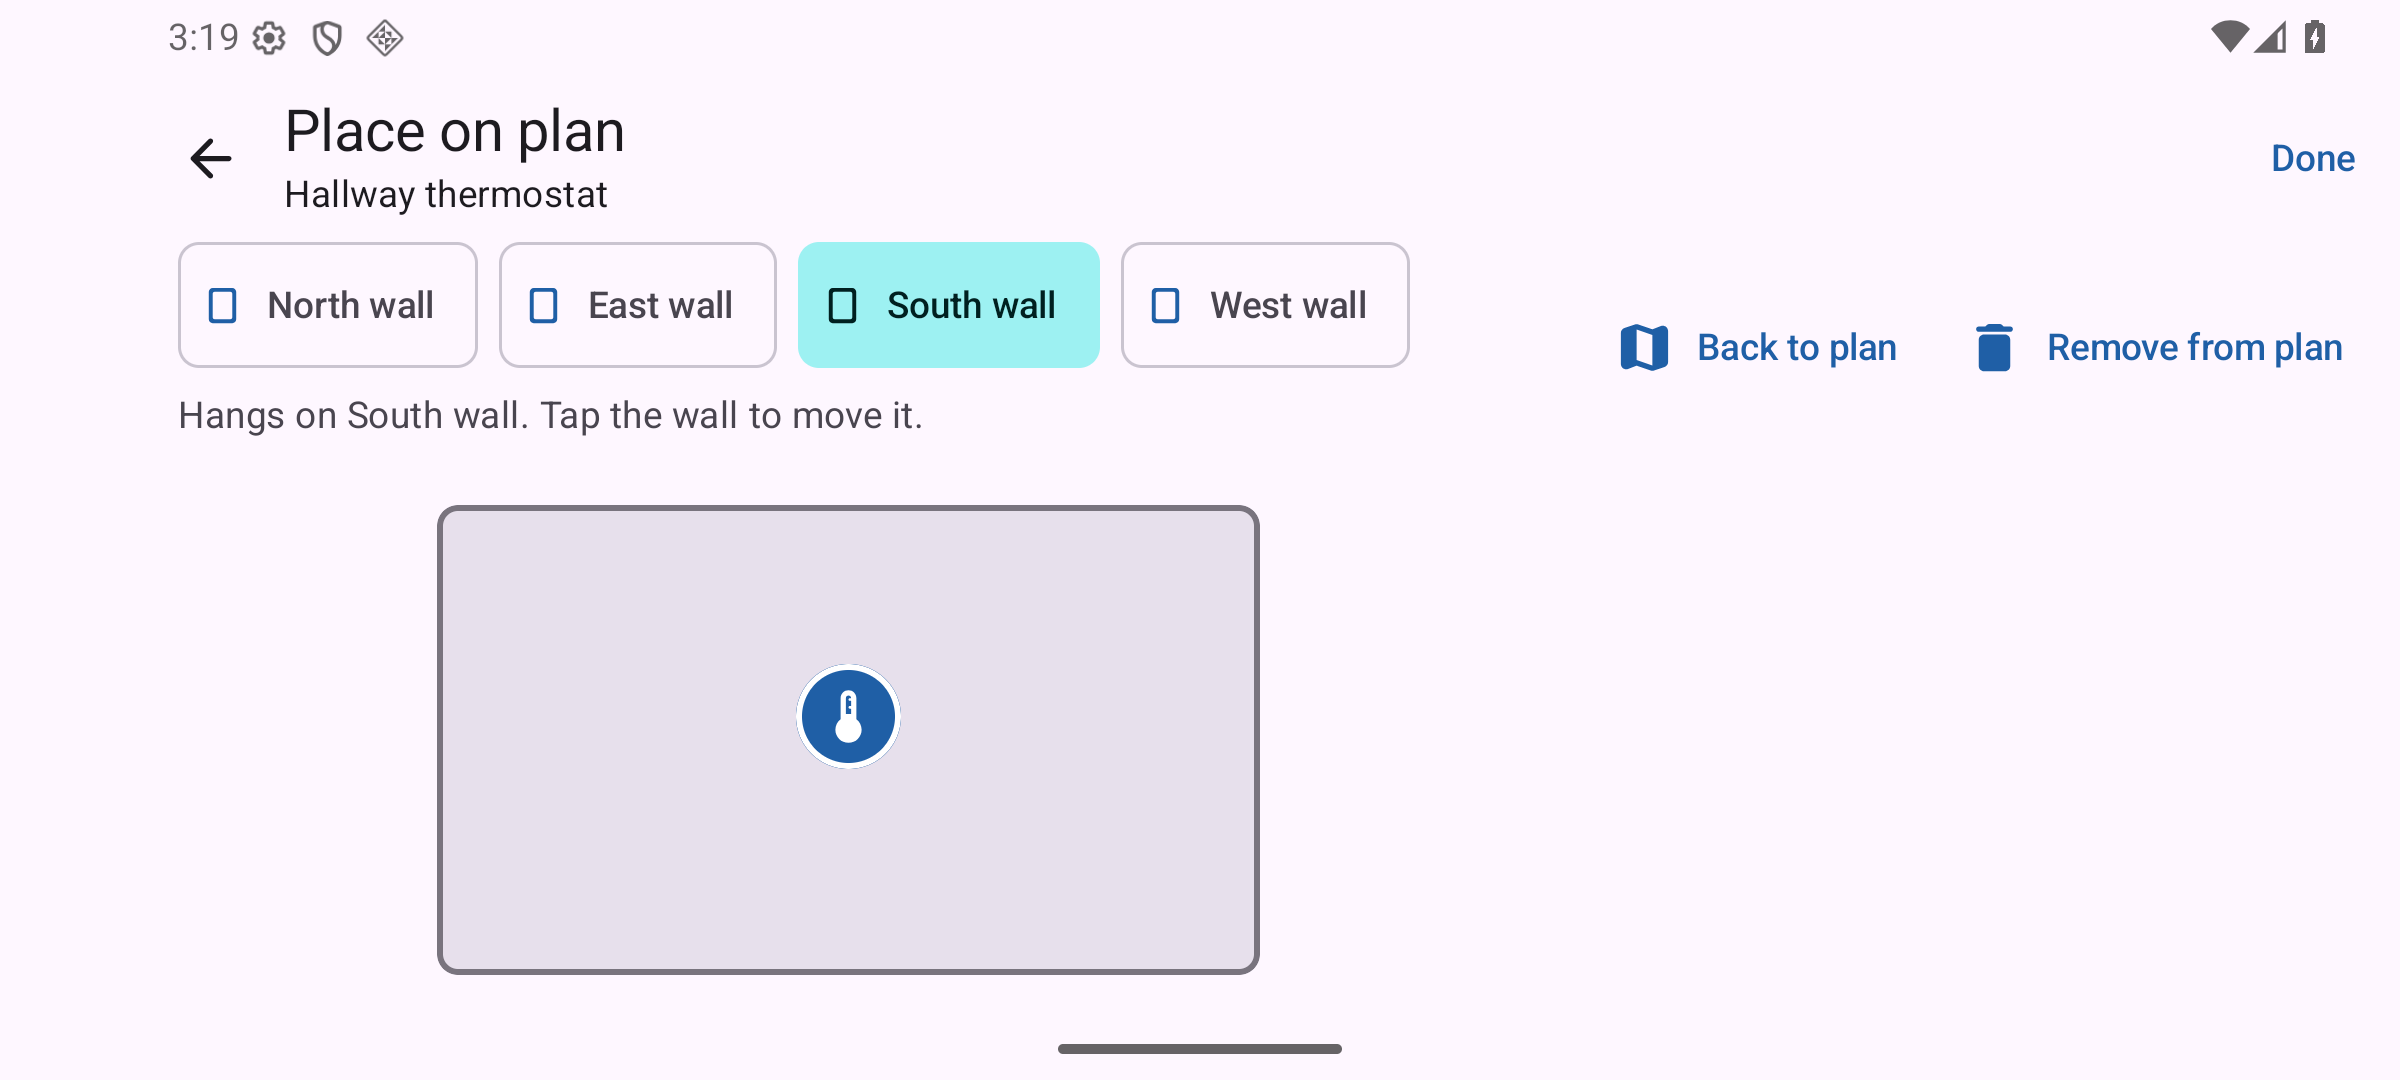 3:19
Place on plan
Hallway thermostat
Done
North wall
East wall
South wall
West wall
Back to plan
Remove from plan
Hangs on South wall. Tap the wall to move it.